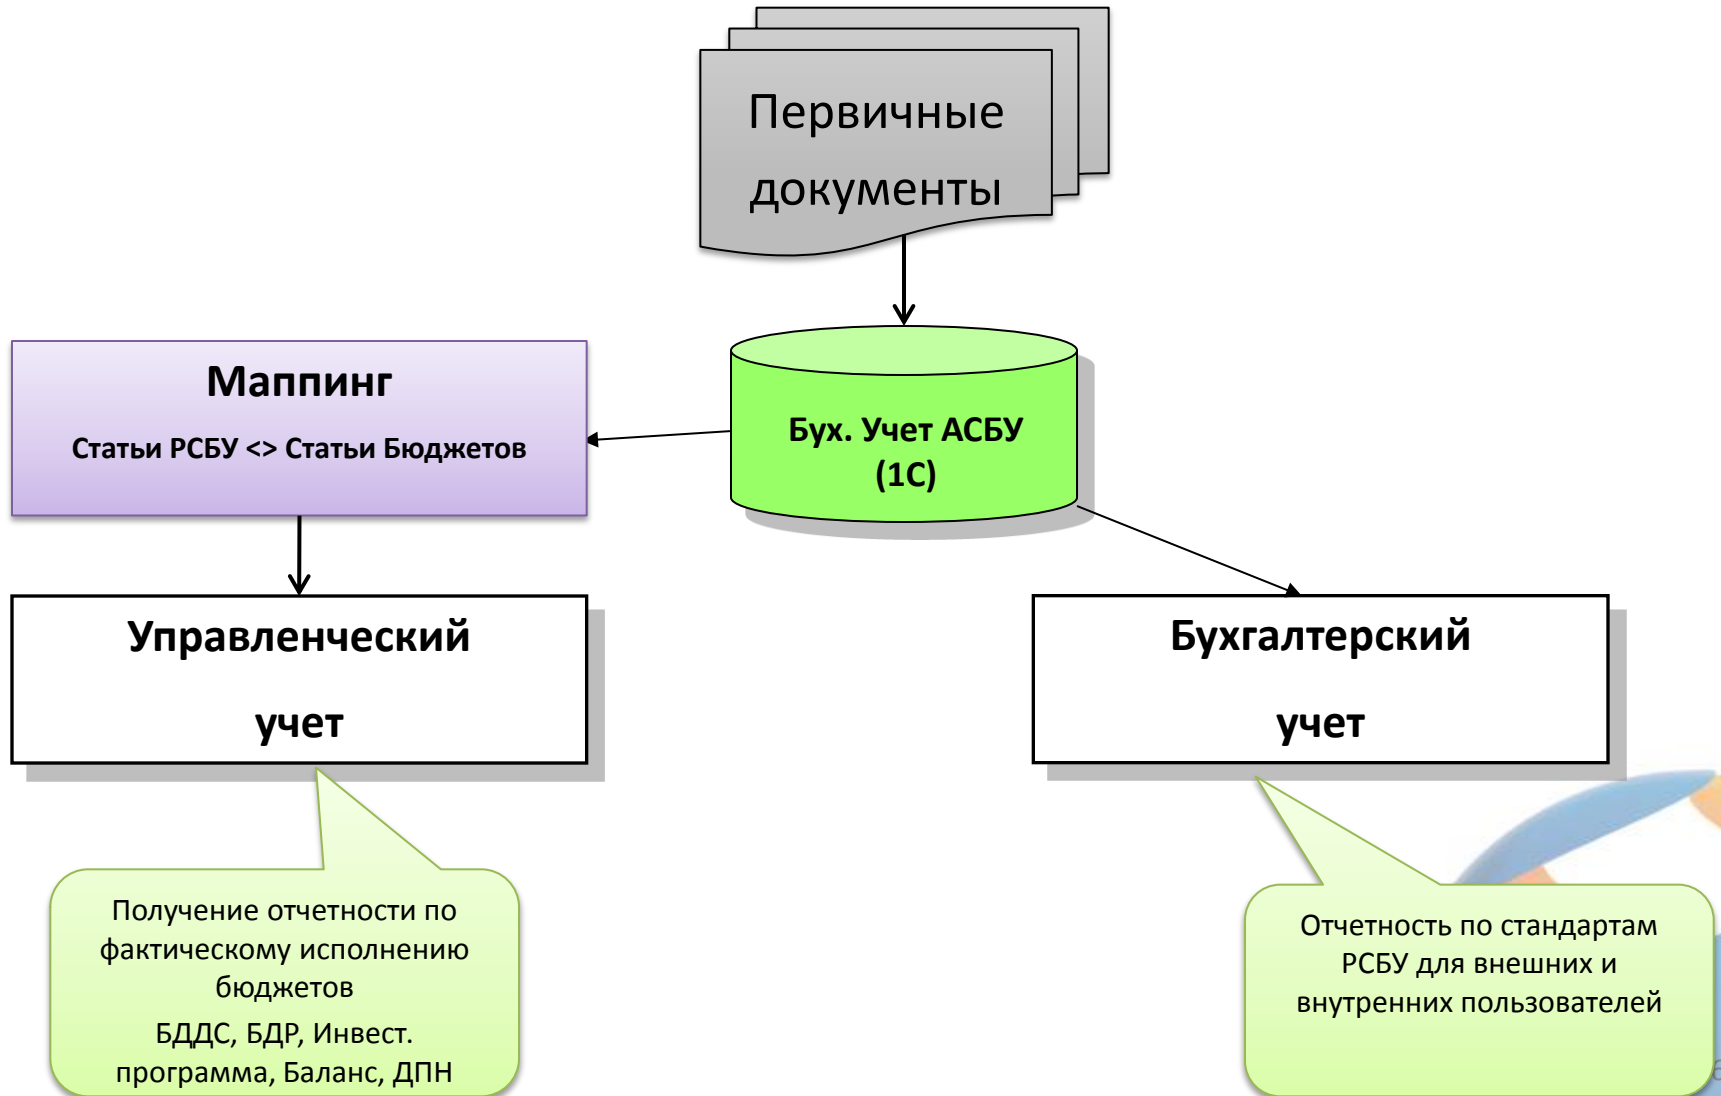 Первичные
документы
Маппинг
Статьи РСБУ <> Статьи Бюджетов
Бух. Учет АСБУ
(1С)
Управленческий
учет
Бухгалтерский
учет
Получение отчетности по
фактическому исполнению
бюджетов
БДДС, БДР, Инвест.
программа, Баланс, ДПН
Отчетность по стандартам
РСБУ для внешних и
внутренних пользователей
6